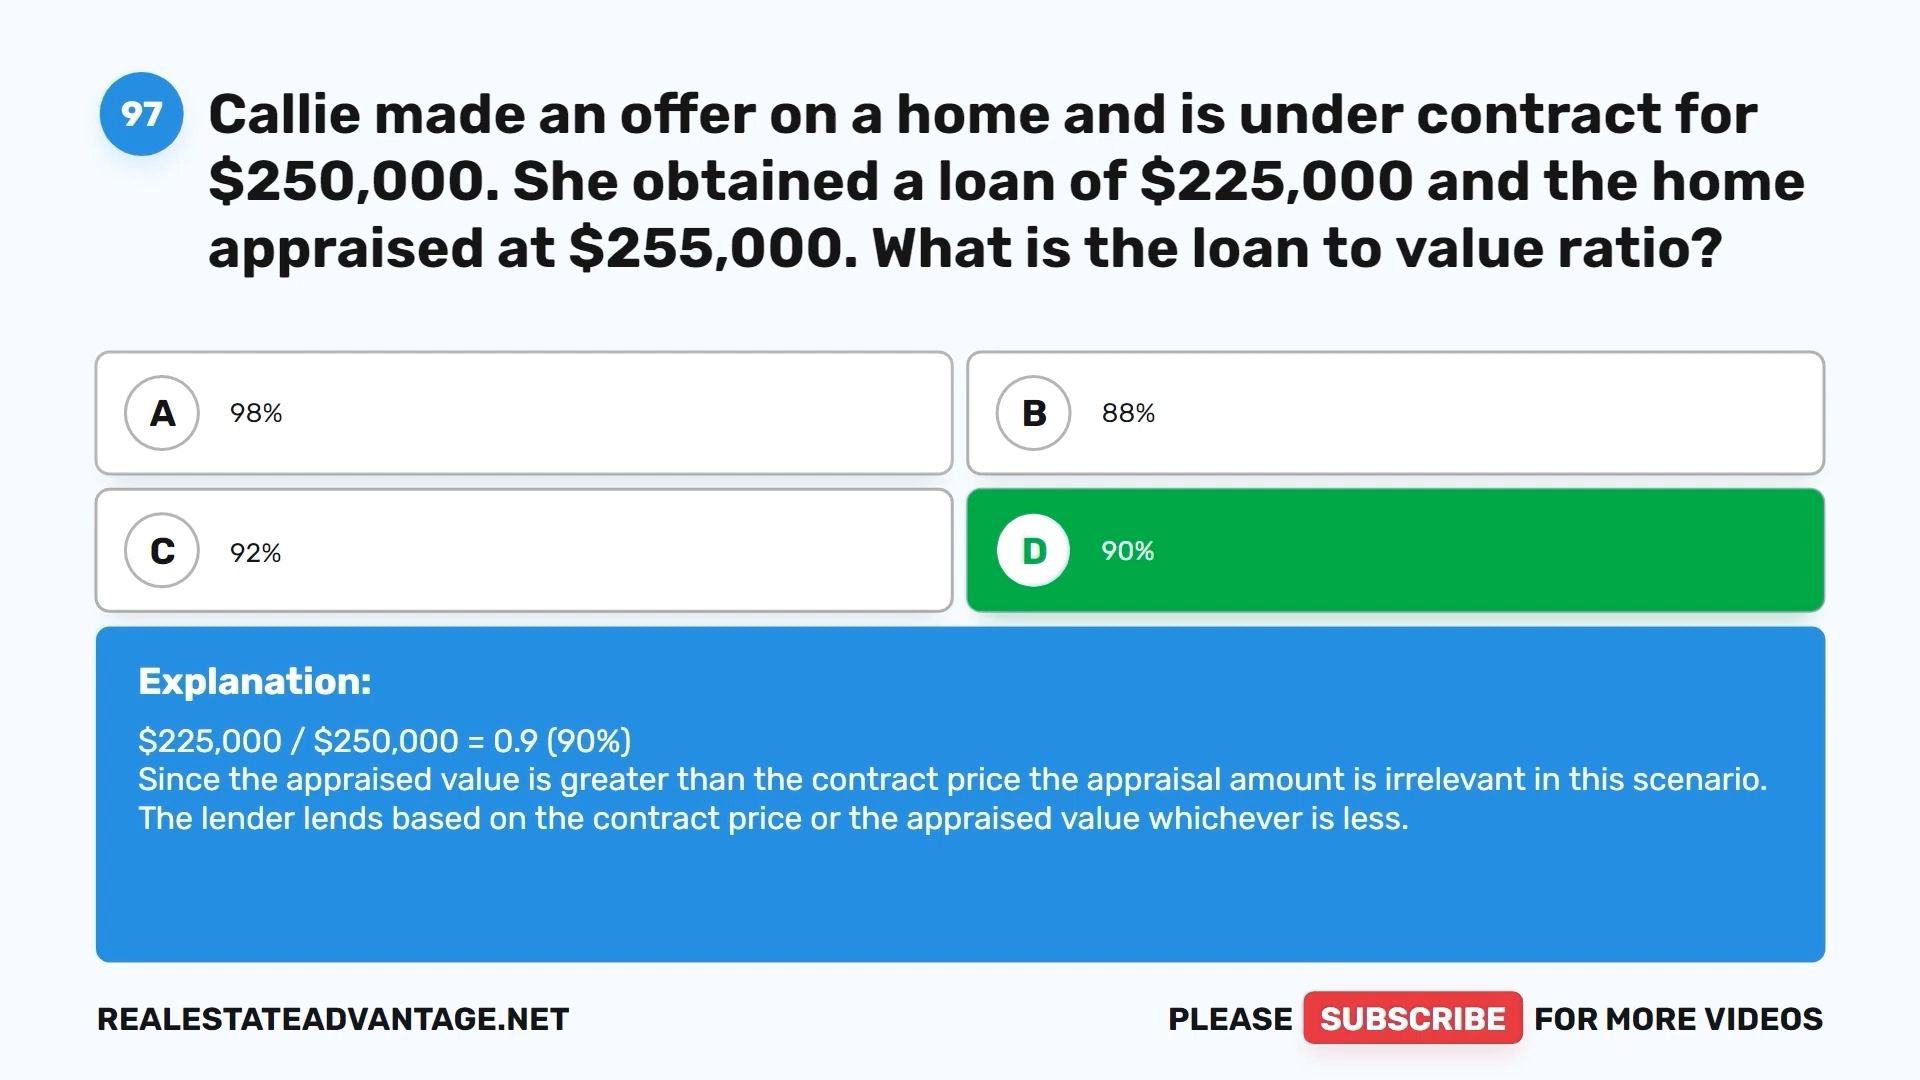 97
Callie made an offer on a home and is under contract for
$250,000. She obtained a loan of $225,000 and the home
appraised at $255,000. What is the loan to value ratio?
A 98%
B 88%
C 92%
D 90%
Explanation:
$225,000 / $250,000 = 0.9 (90%)
Since the appraised value is greater than the contract price the appraisal amount is irrelevant in this scenario.
The lender lends based on the contract price or the appraised value whichever is less.
REALESTATEADVANTAGE.NET
PLEASE SUBSCRIBE FOR MORE VIDEOS